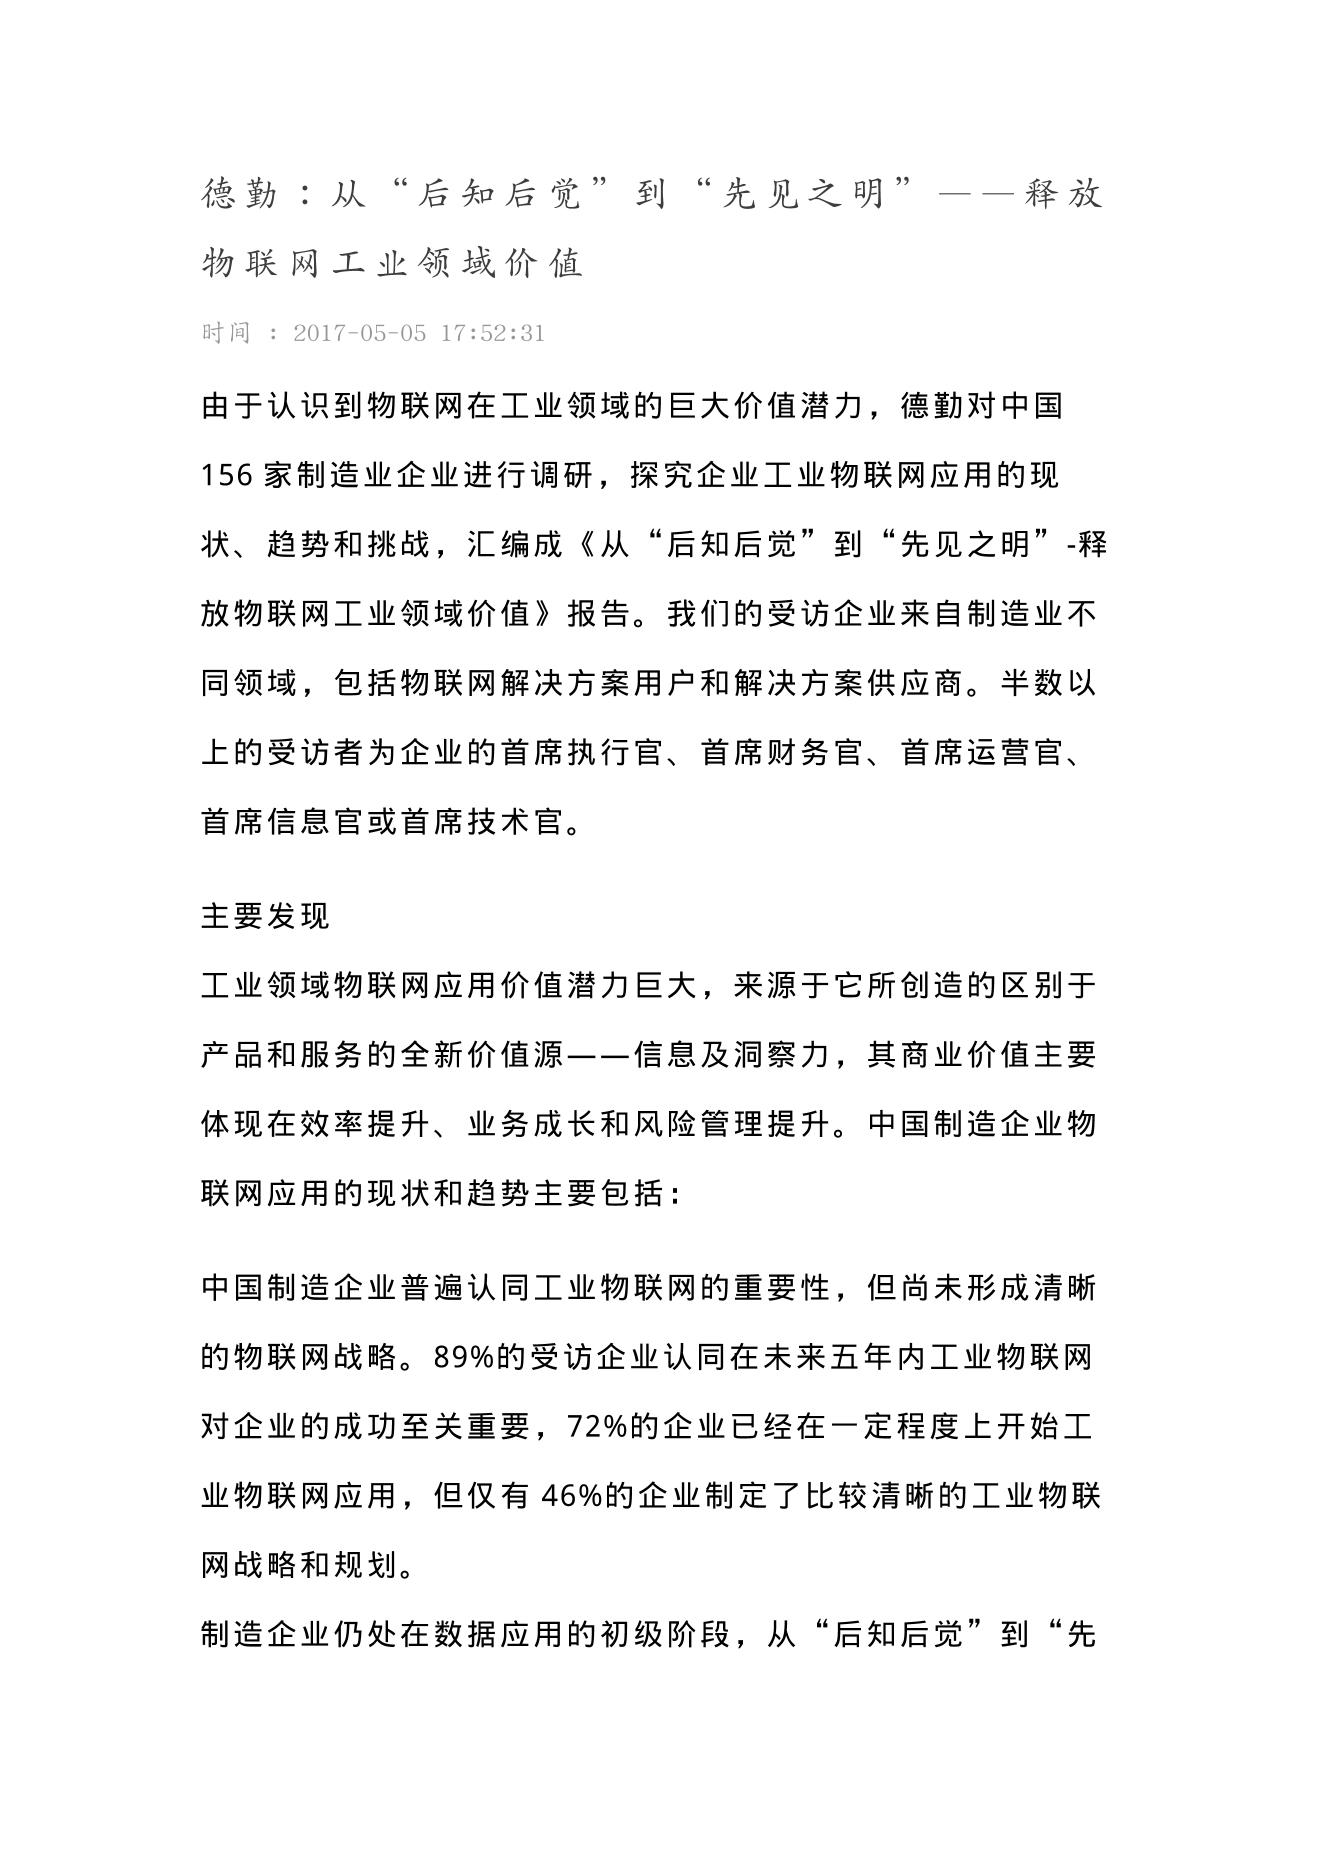 德勤：从“后知后觉”到“先见之明”——释放
物联网工业领域价值
时间 ：2017-05-05 17:52:31
由于认识到物联网在工业领域的巨大价值潜力，德勤对中国
156 家制造业企业进行调研，探究企业工业物联网应用的现
状、趋势和挑战，汇编成《从“后知后觉”到“先见之明”-释
放物联网工业领域价值》报告。我们的受访企业来自制造业不
同领域，包括物联网解决方案用户和解决方案供应商。半数以
上的受访者为企业的首席执行官、首席财务官、首席运营官、
首席信息官或首席技术官。
主要发现
工业领域物联网应用价值潜力巨大，来源于它所创造的区别于
产品和服务的全新价值源——信息及洞察力，其商业价值主要
体现在效率提升、业务成长和风险管理提升。中国制造企业物
联网应用的现状和趋势主要包括：
中国制造企业普遍认同工业物联网的重要性，但尚未形成清晰
的物联网战略。89%的受访企业认同在未来五年内工业物联网
对企业的成功至关重要，72%的企业已经在一定程度上开始工
业物联网应用，但仅有 46%的企业制定了比较清晰的工业物联
网战略和规划。
制造企业仍处在数据应用的初级阶段，从“后知后觉”到“先